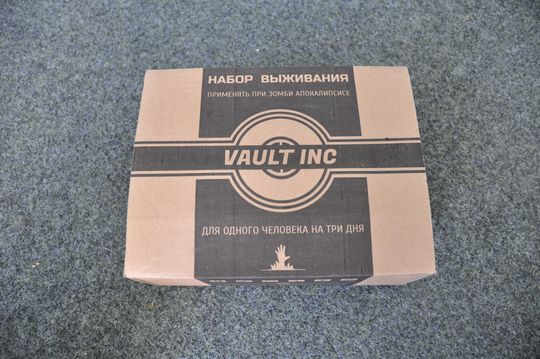 НАБОР ВЫЖИВАНИЯ
ПРИМЕНЯТЬ ПРИ ЗОМБИ АПОКАЛИПСИСЕ
VAULT INC
ДЛЯ ОДНОГО ЧЕЛОВЕКА НА ТРИ ДНЯ